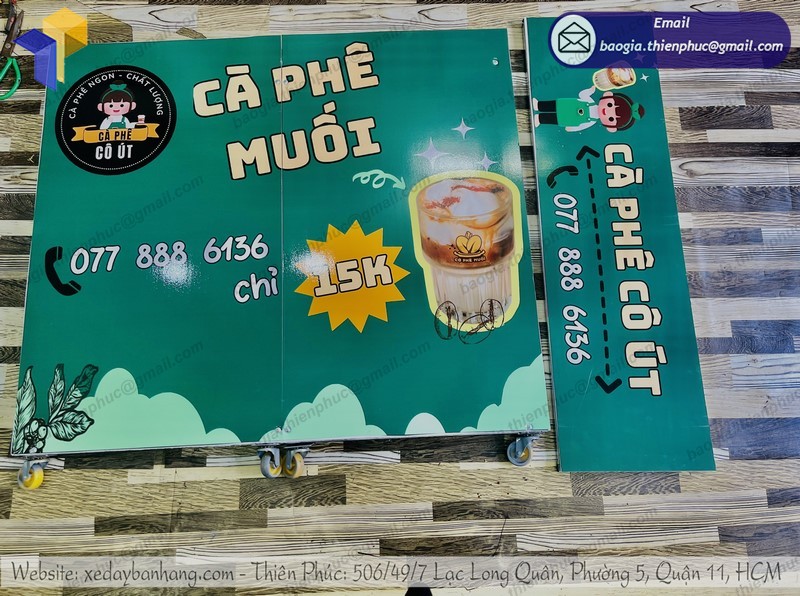 Email
baogia.thienphuc@gmail.com
CÀ PHÊ NGON - CHẤT LƯỢNG
CÀ PHÊ
CÔ ÚT
CÀ PHÊ
MUỐI
077 888 6136
chỉ
15K
CÀ PHÊ MUỐI
CÀ PHÊ CÔ ÚT
077 888 6136
Website: xedaybanhang.com - Thiên Phúc: 506/49/7 Lạc Long Quân, Phường 5, Quận 11, HCM